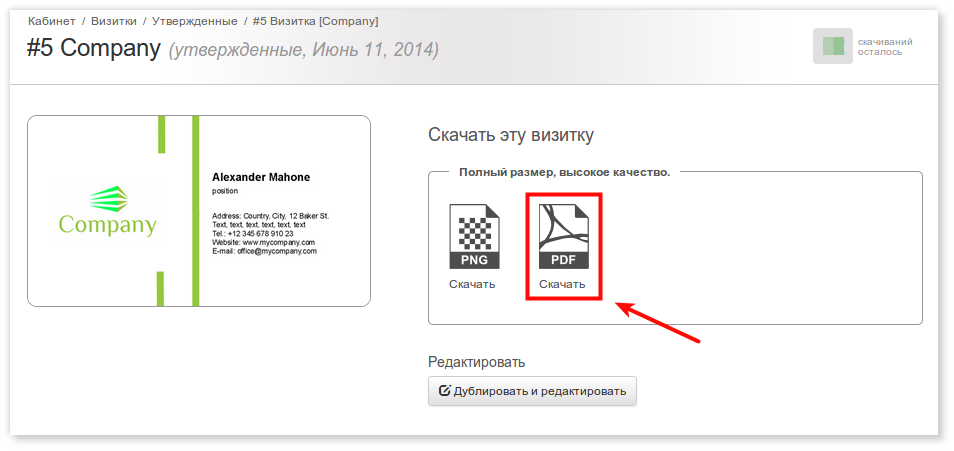 Кабинет / Визитки / Утвержденные / #5 Визитка [Company]
#5 Company (утвержденные, Июнь 11, 2014)
скачиваний
осталось
Company
Alexander Mahone
position
Address: Country, City, 12 Baker St.
Text, text, text, text, text, text
Tel.: +12 345 678 910 23
Website: www.mycompany.com
E-mail: office@mycompany.com
Скачать эту визитку
Полный размер, высокое качество.
PNG
Скачать
PDF
Скачать
Редактировать
Дублировать и редактировать